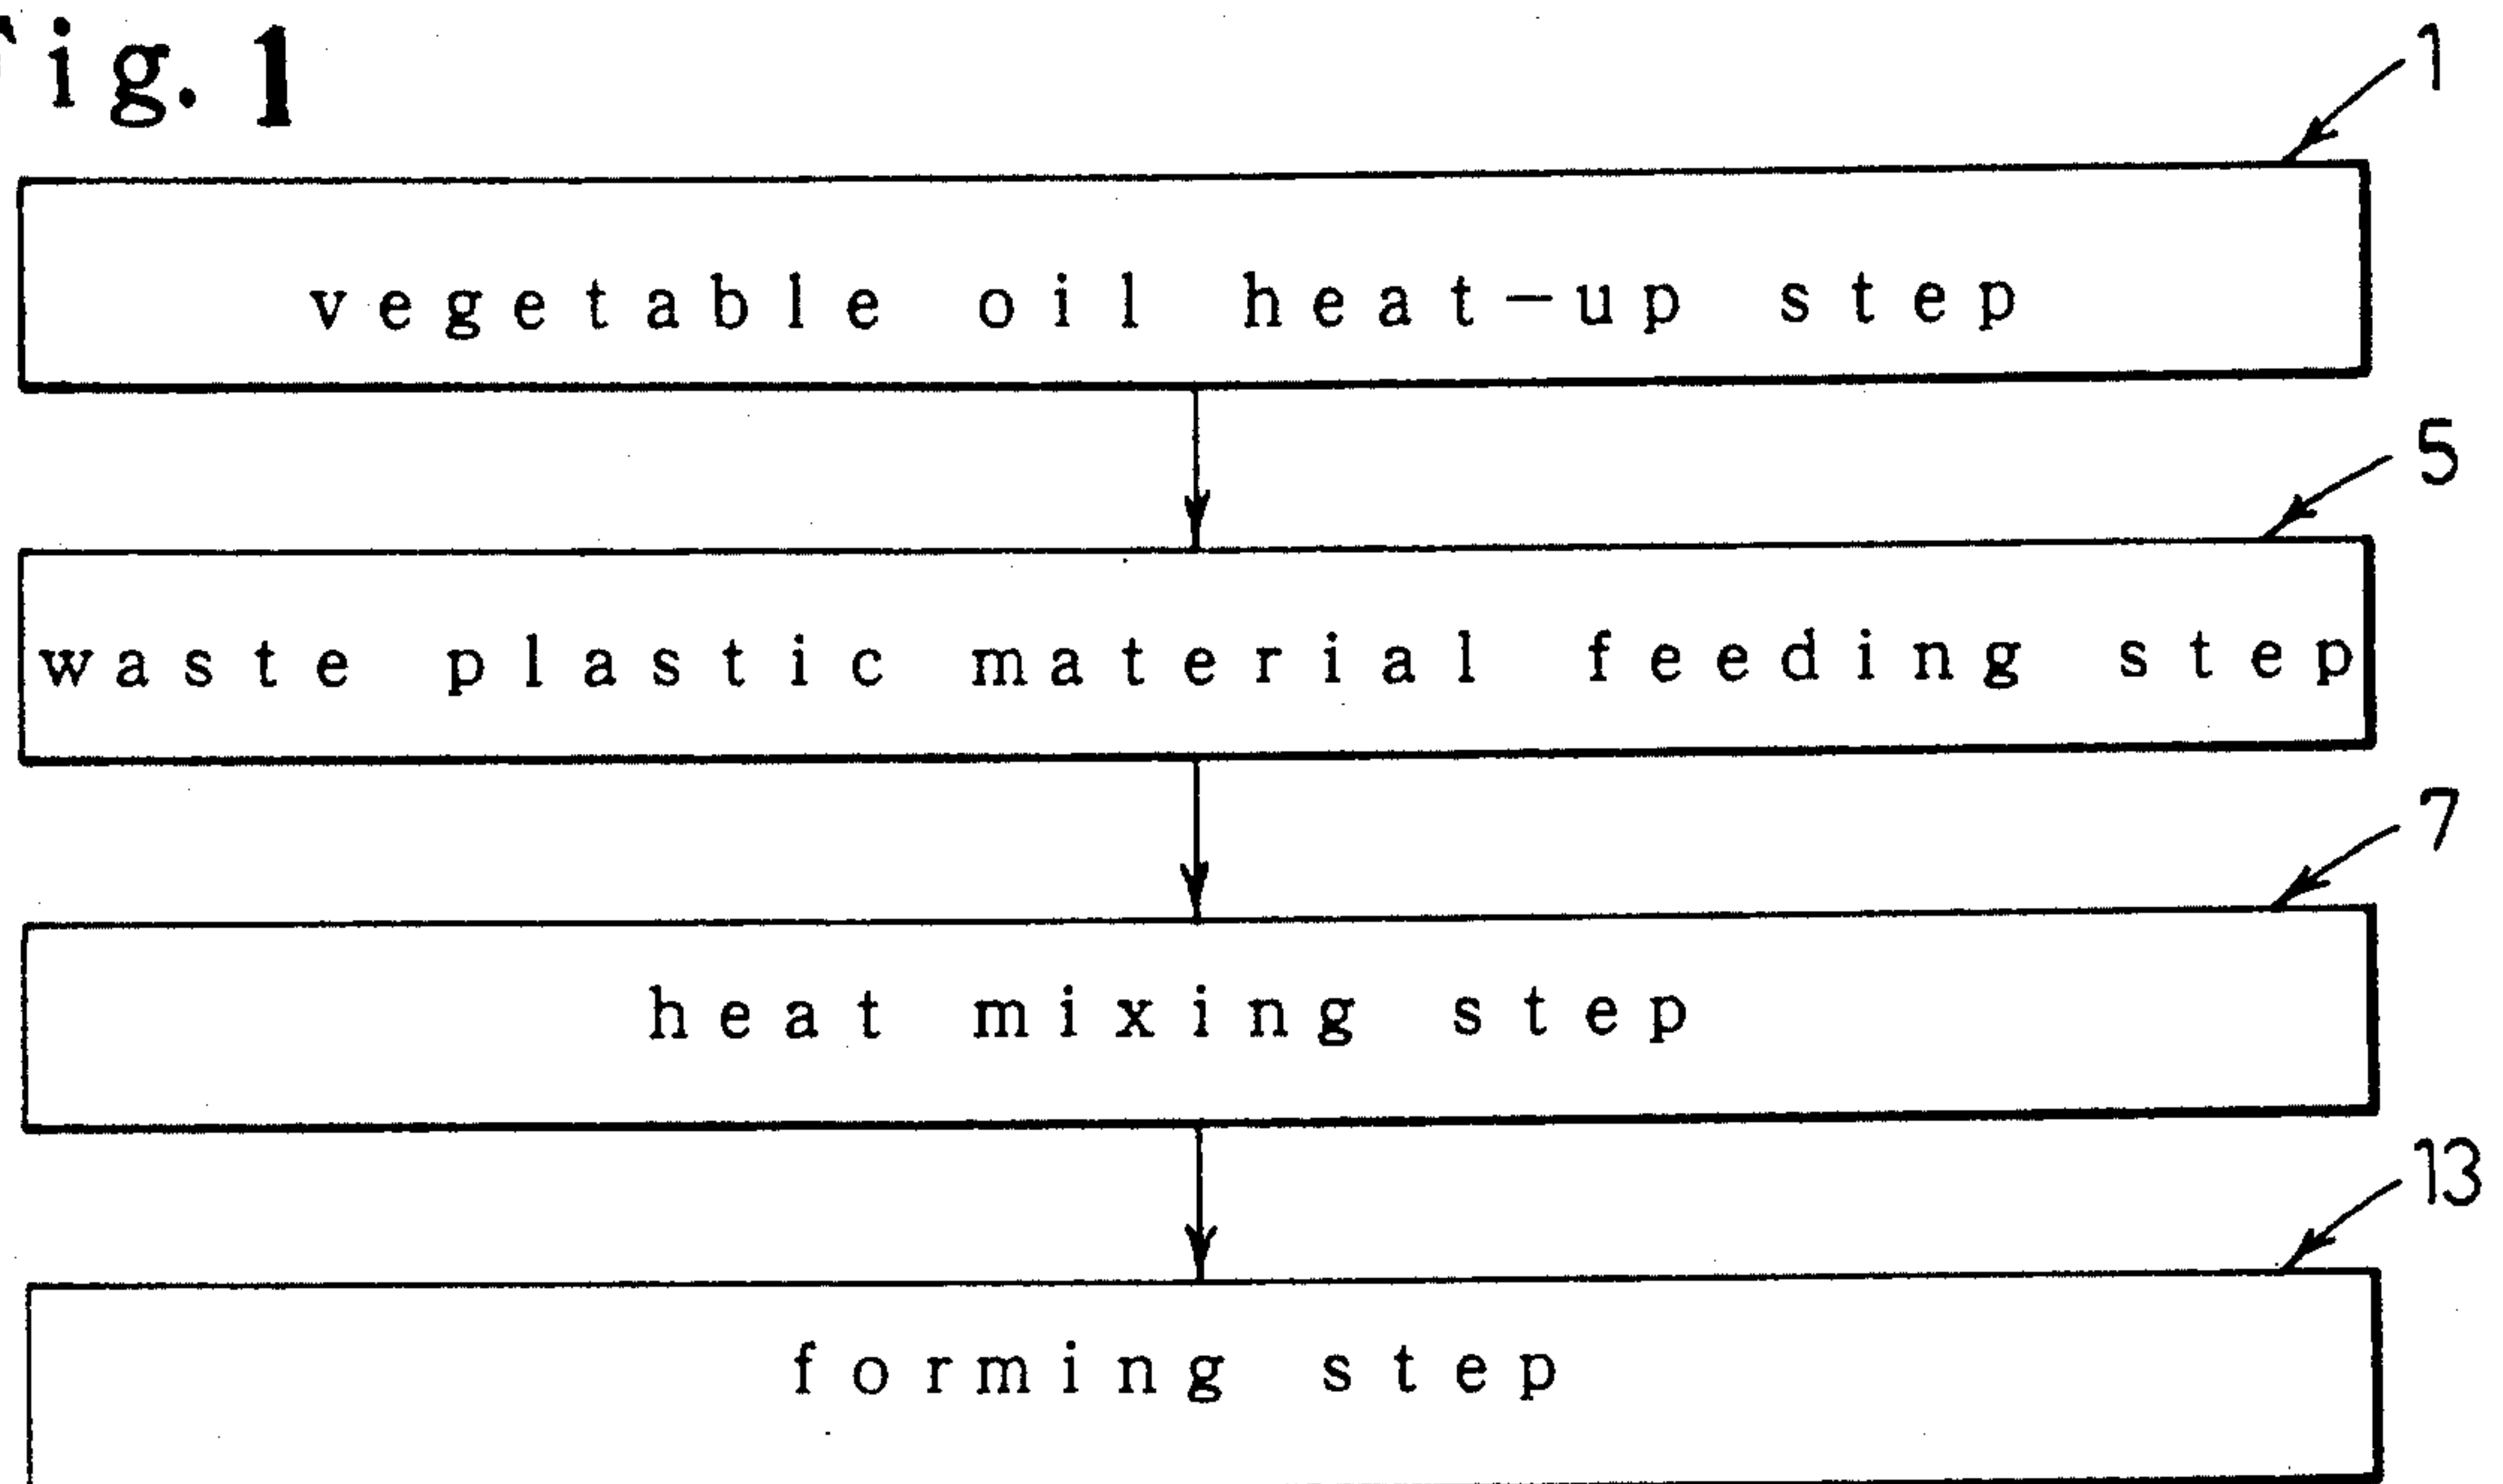 Fig. 1
1
vegetable oil heat-up step
5
waste plastic material feeding step
7
heat mixing step
13
forming step